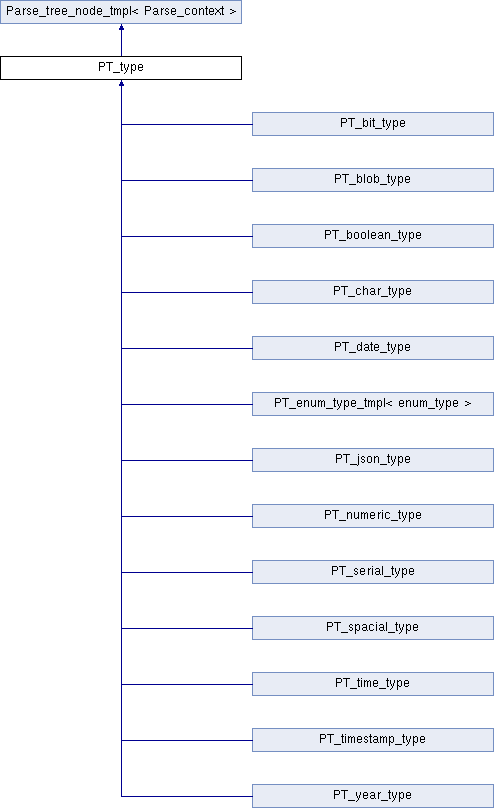 Parse_tree_node_tmpl< Parse_context >
PT_type
PT_bit_type
PT_blob_type
PT_boolean_type
PT_char_type
PT_date_type
PT_enum_type_tmpl< enum_type >
PT_json_type
PT_numeric_type
PT_serial_type
PT_spacial_type
PT_time_type
PT_timestamp_type
PT_year_type